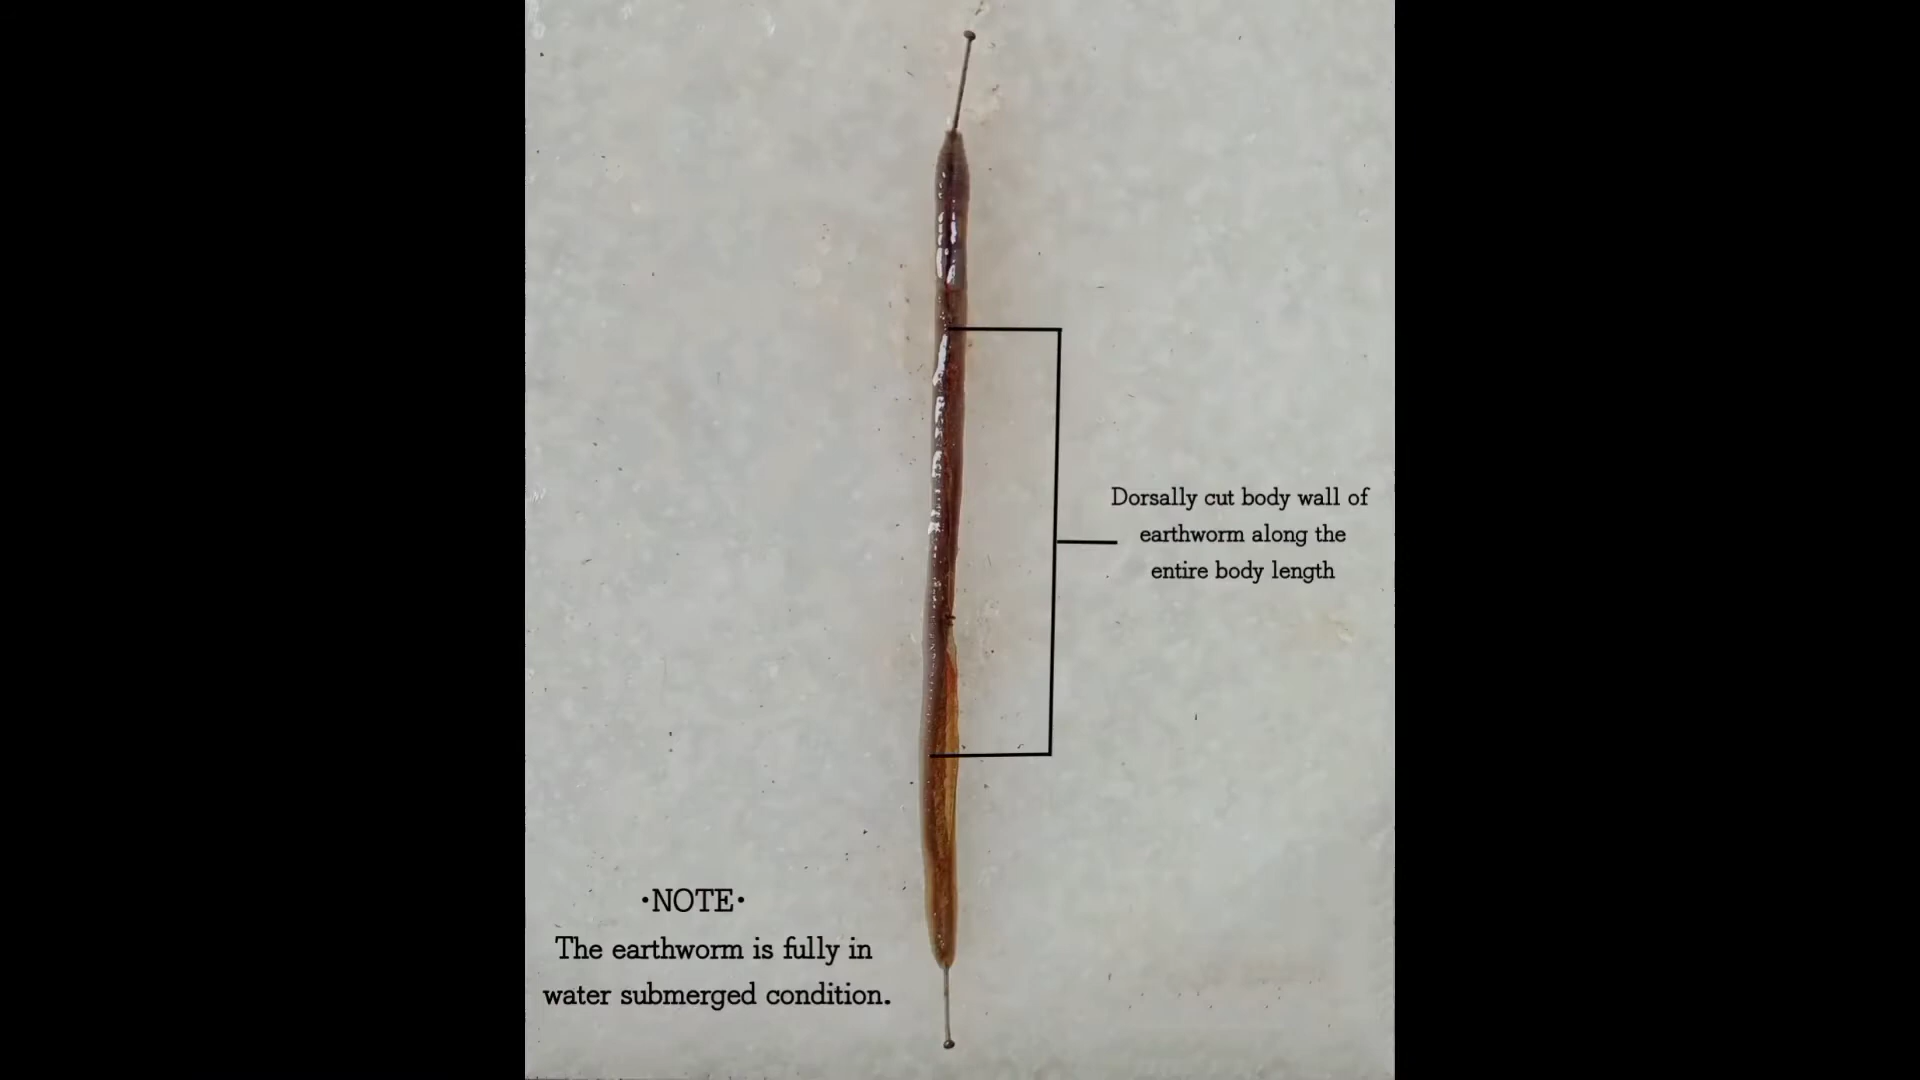 Dorsally cut body wall of
earthworm along the
entire body length
•NOTE•
The earthworm is fully in
water submerged condition.